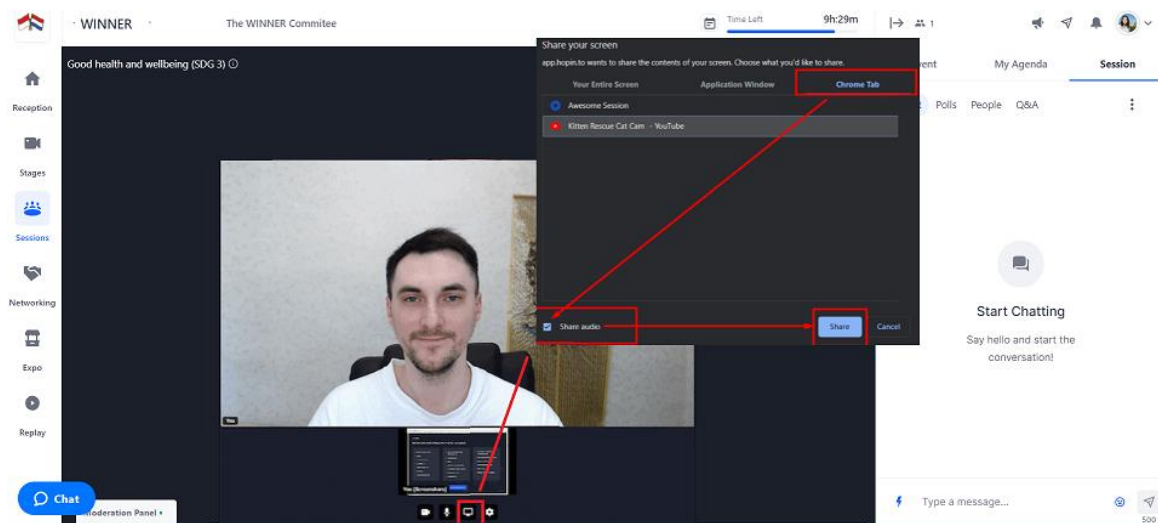 WINNER
The WINNER Commitee
Time Left
9h:29m
1
Good health and wellbeing (SDG 3)
Share your screen
app.hopin.to wants to share the contents of your screen. Choose what you'd like to share.
Your Entire Screen
Application Window
Chrome Tab
Awesome Session
Kitten Rescue Cat Cam - YouTube
Share audio
Share
Cancel
Reception
Stages
Sessions
Networking
Expo
Replay
Chat
Moderation Panel
You
You (Screenshare)
My Agenda
Session
Polls
People
Q&A
Start Chatting
Say hello and start the
conversation!
Type a message...
500